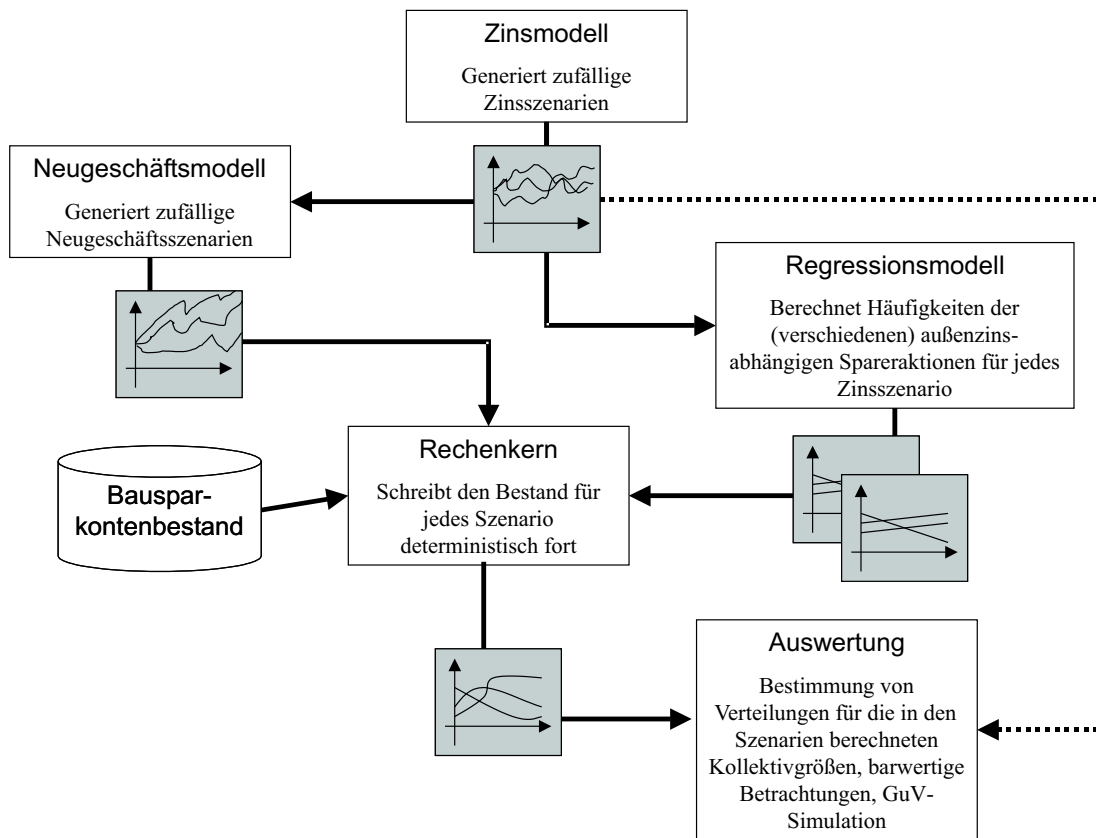 Zinsmodell
Generiert zufällige
Zinsszenarien
Neugeschäftsmodell
Generiert zufällige
Neugeschäftsszenarien
Regressionsmodell
Berechnet Häufigkeiten der
(verschiedenen) außenzins-
abhängigen Spareraktionen für jedes
Zinsszenario
Rechenkern
Schreibt den Bestand für
jedes Szenario
deterministisch fort
Bauspar-
kontenbestand
Auswertung
Bestimmung von
Verteilungen für die in den
Szenarien berechneten
Kollektivgrößen, barwertige
Betrachtungen, GuV-
Simulation